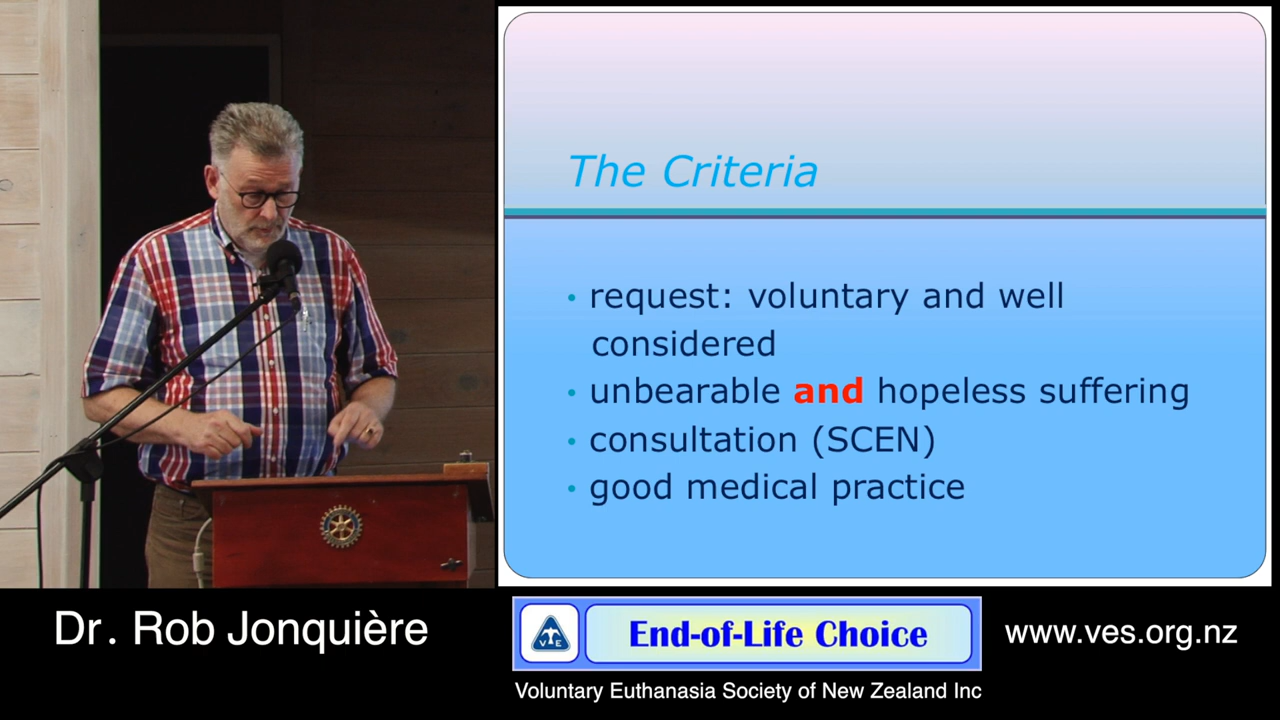 The Criteria
• request: voluntary and well
considered
• unbearable and hopeless suffering
• consultation (SCEN)
• good medical practice
Dr. Rob Jonquière
VE
End-of-Life Choice
www.ves.org.nz
Voluntary Euthanasia Society of New Zealand Inc